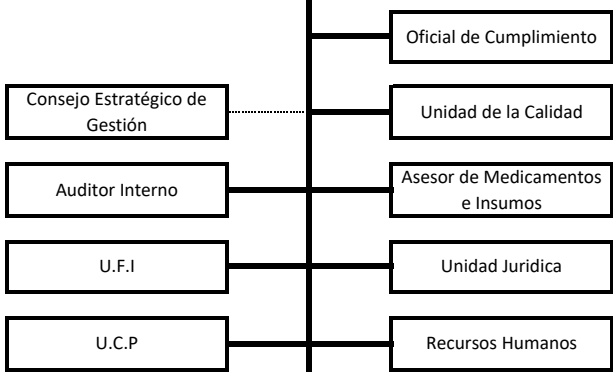 Oficial de Cumplimiento
Consejo Estratégico de
Gestión
Unidad de la Calidad
Auditor Interno
Asesor de Medicamentos
e Insumos
U.F.I
Unidad Juridica
U.C.P
Recursos Humanos